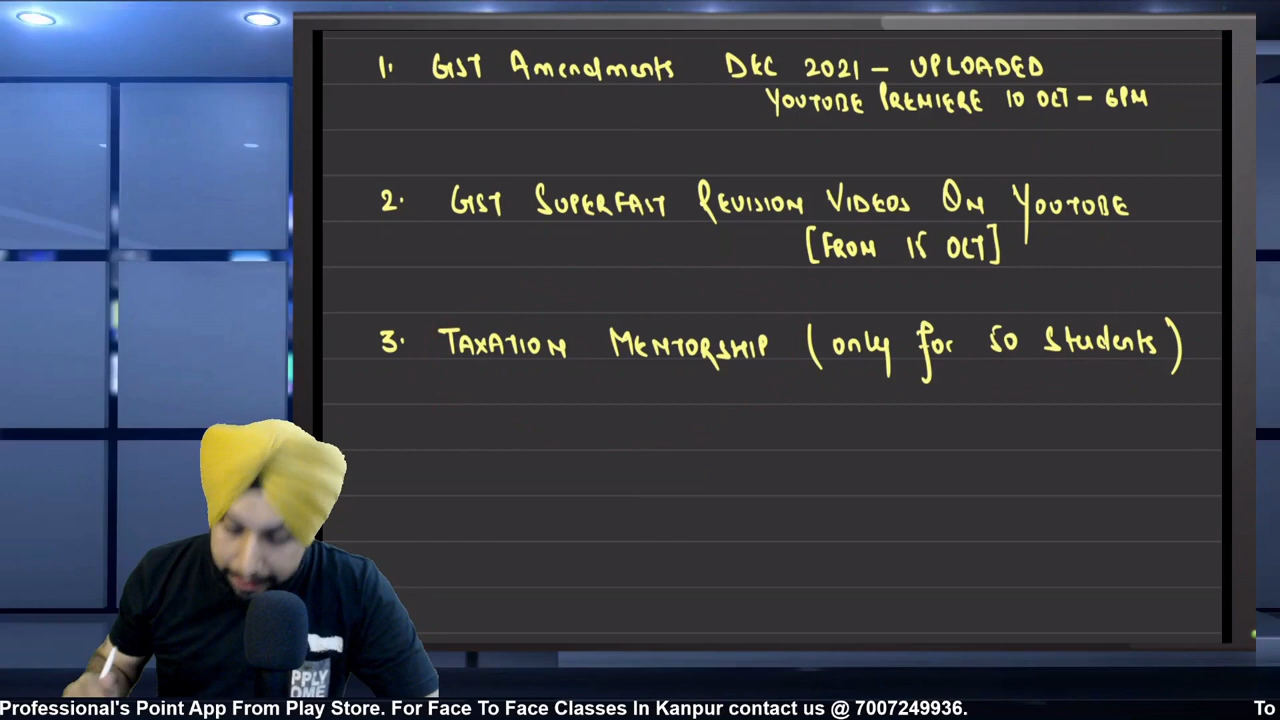 1. GST Amendments DEC 2021 – UPLOADED
YOUTUBE PREMIERE 10 OCT – 6PM
2. GST SUPERFAST REVISION VIDEOS ON YOUTUBE
[FROM 15 OCT]
3. TAXATION MENTORSHIP (only for 50 students)
PPLY
OME
Professional's Point App From Play Store. For Face To Face Classes In Kanpur contact us @ 7007249936.
To